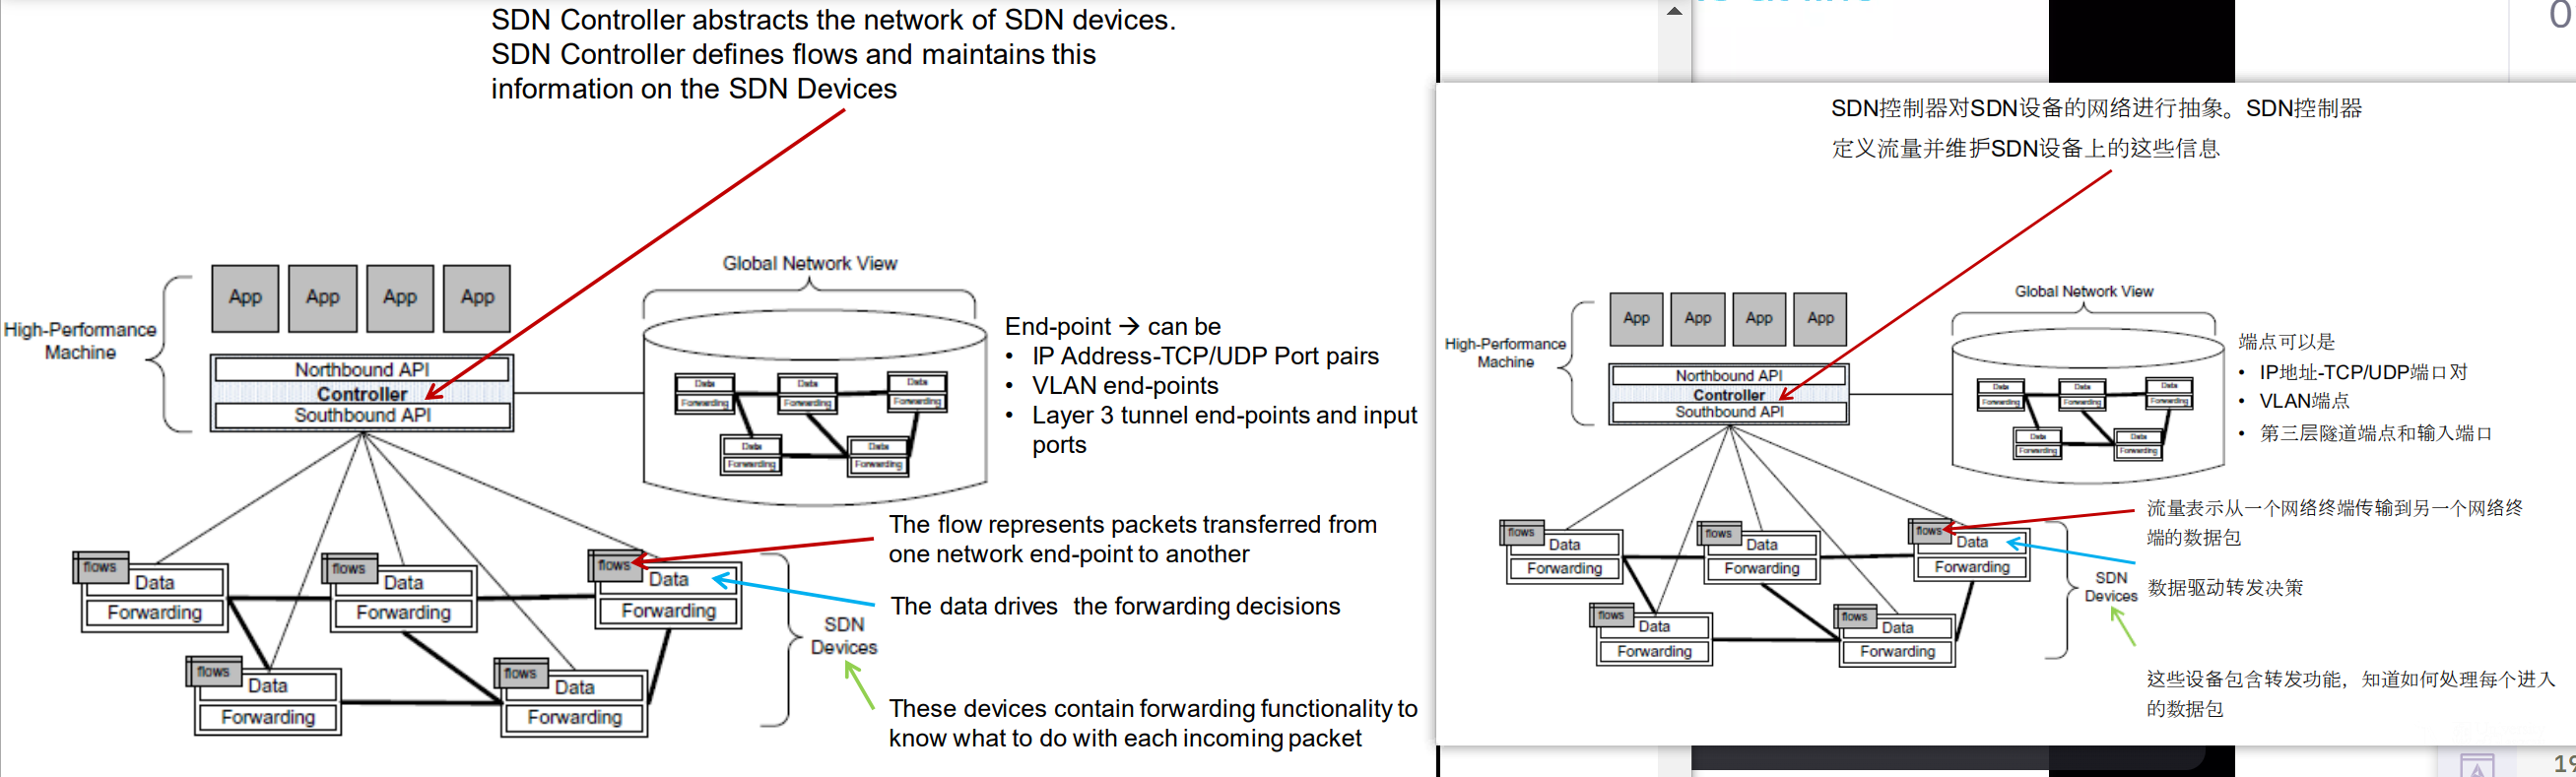 SDN Controller abstracts the network of SDN devices.
SDN Controller defines flows and maintains this
information on the SDN Devices
Global Network View
App
App
App
App
High-Performance
Machine
Northbound API
Controller
Southbound API
Data
Forwarding
Data
Forwarding
Data
Forwarding
Data
Forwarding
Data
Forwarding
End-point → can be
• IP Address-TCP/UDP Port pairs
• VLAN end-points
• Layer 3 tunnel end-points and input
ports
The flow represents packets transferred from
one network end-point to another
flows
Data
Forwarding
flows
Data
Forwarding
flows
Data
Forwarding
The data drives the forwarding decisions
SDN
Devices
flows
Data
Forwarding
flows
Data
Forwarding
These devices contain forwarding functionality to
know what to do with each incoming packet
SDN控制器对SDN设备的网络进行抽象。SDN控制器
定义流量并维护SDN设备上的这些信息
Global Network View
App
App
App
App
High-Performance
Machine
Northbound API
Controller
Southbound API
Data
Forwarding
Data
Forwarding
Data
Forwarding
Data
Forwarding
Data
Forwarding
端点可以是
• IP地址-TCP/UDP端口对
• VLAN端点
• 第三层隧道端点和输入端口
流量表示从一个网络终端传输到另一个网络终
端的数据包
flows
Data
Forwarding
flows
Data
Forwarding
flows
Data
Forwarding
SDN
Devices
数据驱动转发决策
flows
Data
Forwarding
flows
Data
Forwarding
这些设备包含转发功能，知道如何处理每个进入
的数据包